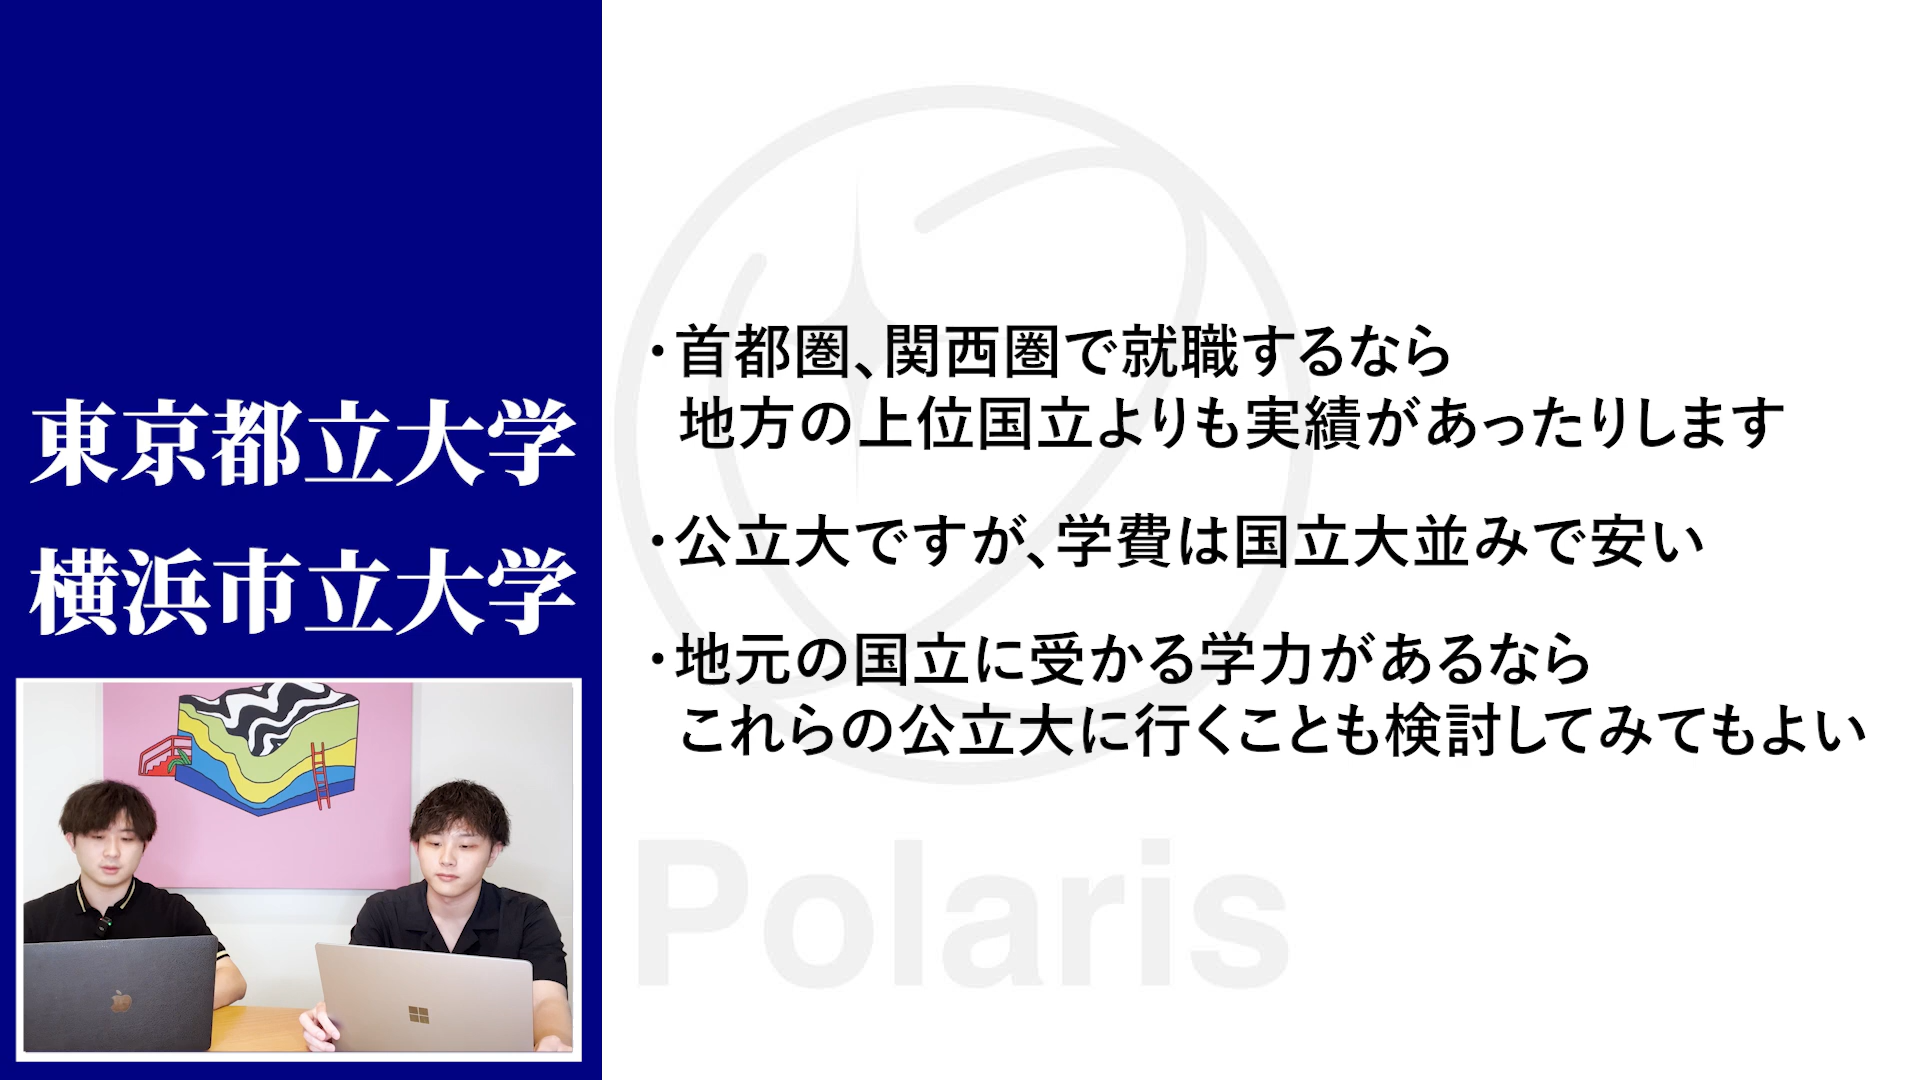 東京都立大学
横浜市立大学
・首都圏、関西圏で就職するなら
地方の上位国立よりも実績があったりします
・公立大ですが、学費は国立大並みで安い
・地元の国立に受かる学力があるなら
これらの公立大に行くことも検討してみてもよい
Polaris